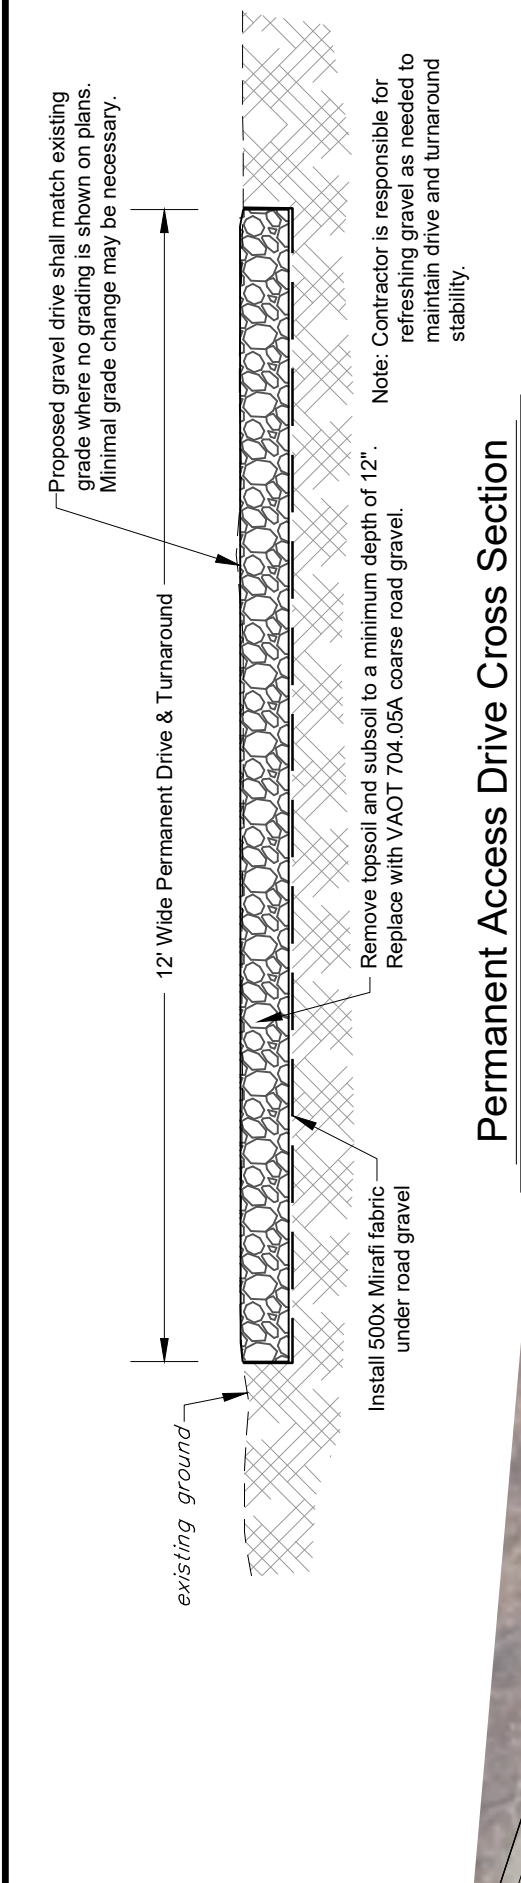 Proposed gravel drive shall match existing
grade where no grading is shown on plans.
Minimal grade change may be necessary.
12' Wide Permanent Drive & Turnaround
existing ground
Note: Contractor is responsible for
refreshing gravel as needed to
maintain drive and turnaround
stability.
Remove topsoil and subsoil to a minimum depth of 12".
Replace with VAOT 704.05A coarse road gravel.
Install 500x Mirafi fabric
under road gravel
Permanent Access Drive Cross Section